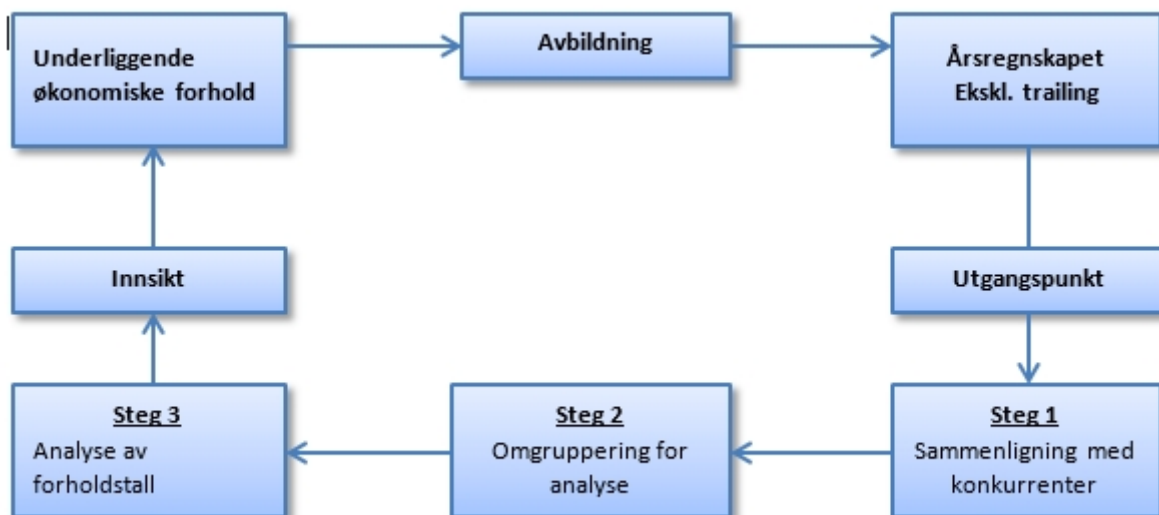 Underliggende
økonomiske forhold
Avbildning
Årsregnskapet
Ekskl. trailing
Innsikt
Utgangspunkt
Steg 3
Analyse av
forholdstall
Steg 2
Omgruppering for
analyse
Steg 1
Sammenligning med
konkurrenter